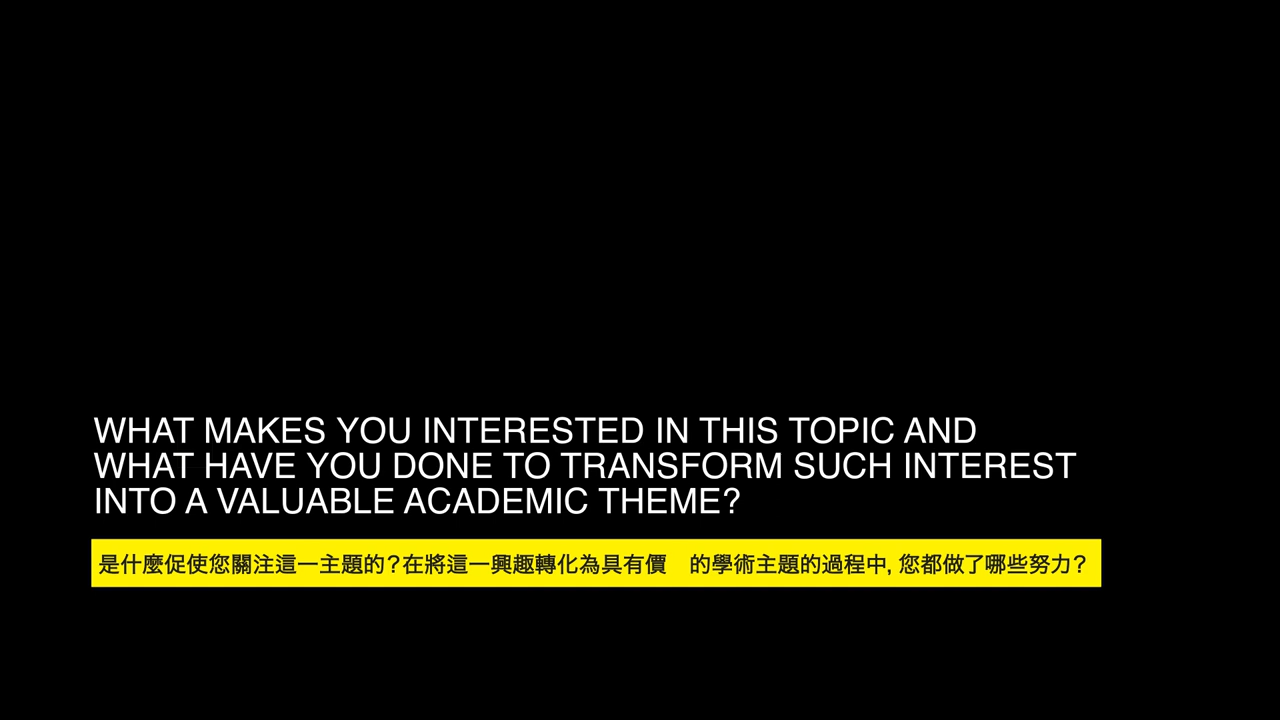 WHAT MAKES YOU INTERESTED IN THIS TOPIC AND
WHAT HAVE YOU DONE TO TRANSFORM SUCH INTEREST
INTO A VALUABLE ACADEMIC THEME?
是什麼促使您關注這一主題的？在將這一興趣轉化為具有價　的學術主題的過程中, 您都做了哪些努力？